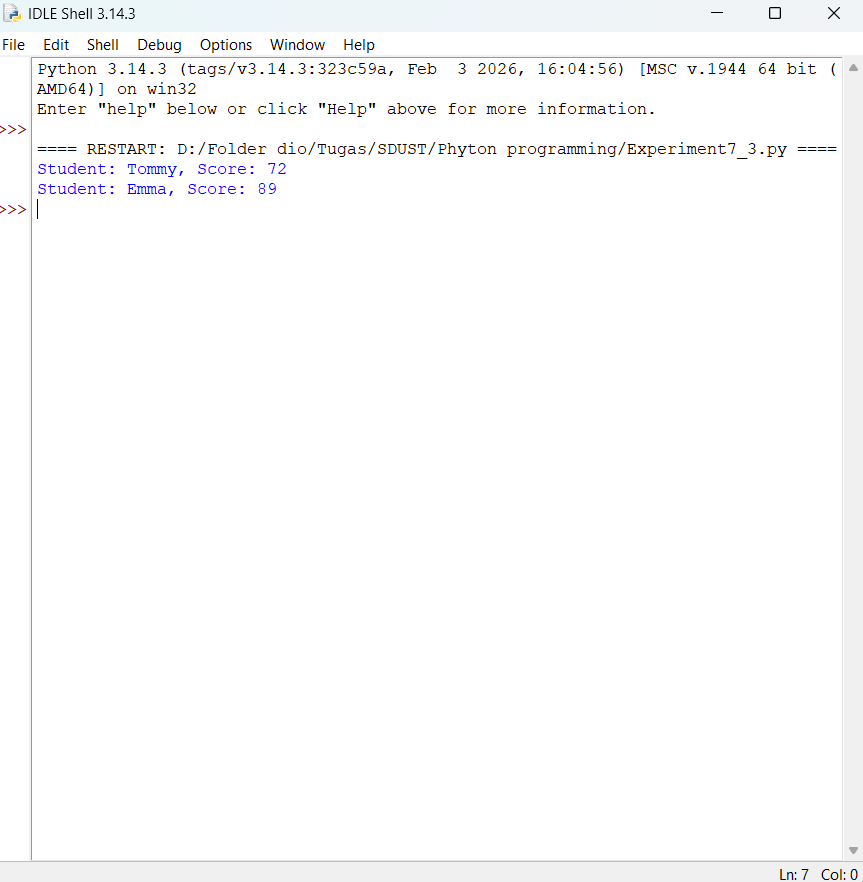 IDLE Shell 3.14.3
File Edit Shell Debug Options Window Help
Python 3.14.3 (tags/v3.14.3:323c59a, Feb  3 2026, 16:04:56) [MSC v.1944 64 bit (
AMD64)] on win32
Enter "help" below or click "Help" above for more information.
>>>
==== RESTART: D:/Folder dio/Tugas/SDUST/Phyton programming/Experiment7_3.py ====
Student: Tommy, Score: 72
Student: Emma, Score: 89
>>>
Ln: 7 Col: 0